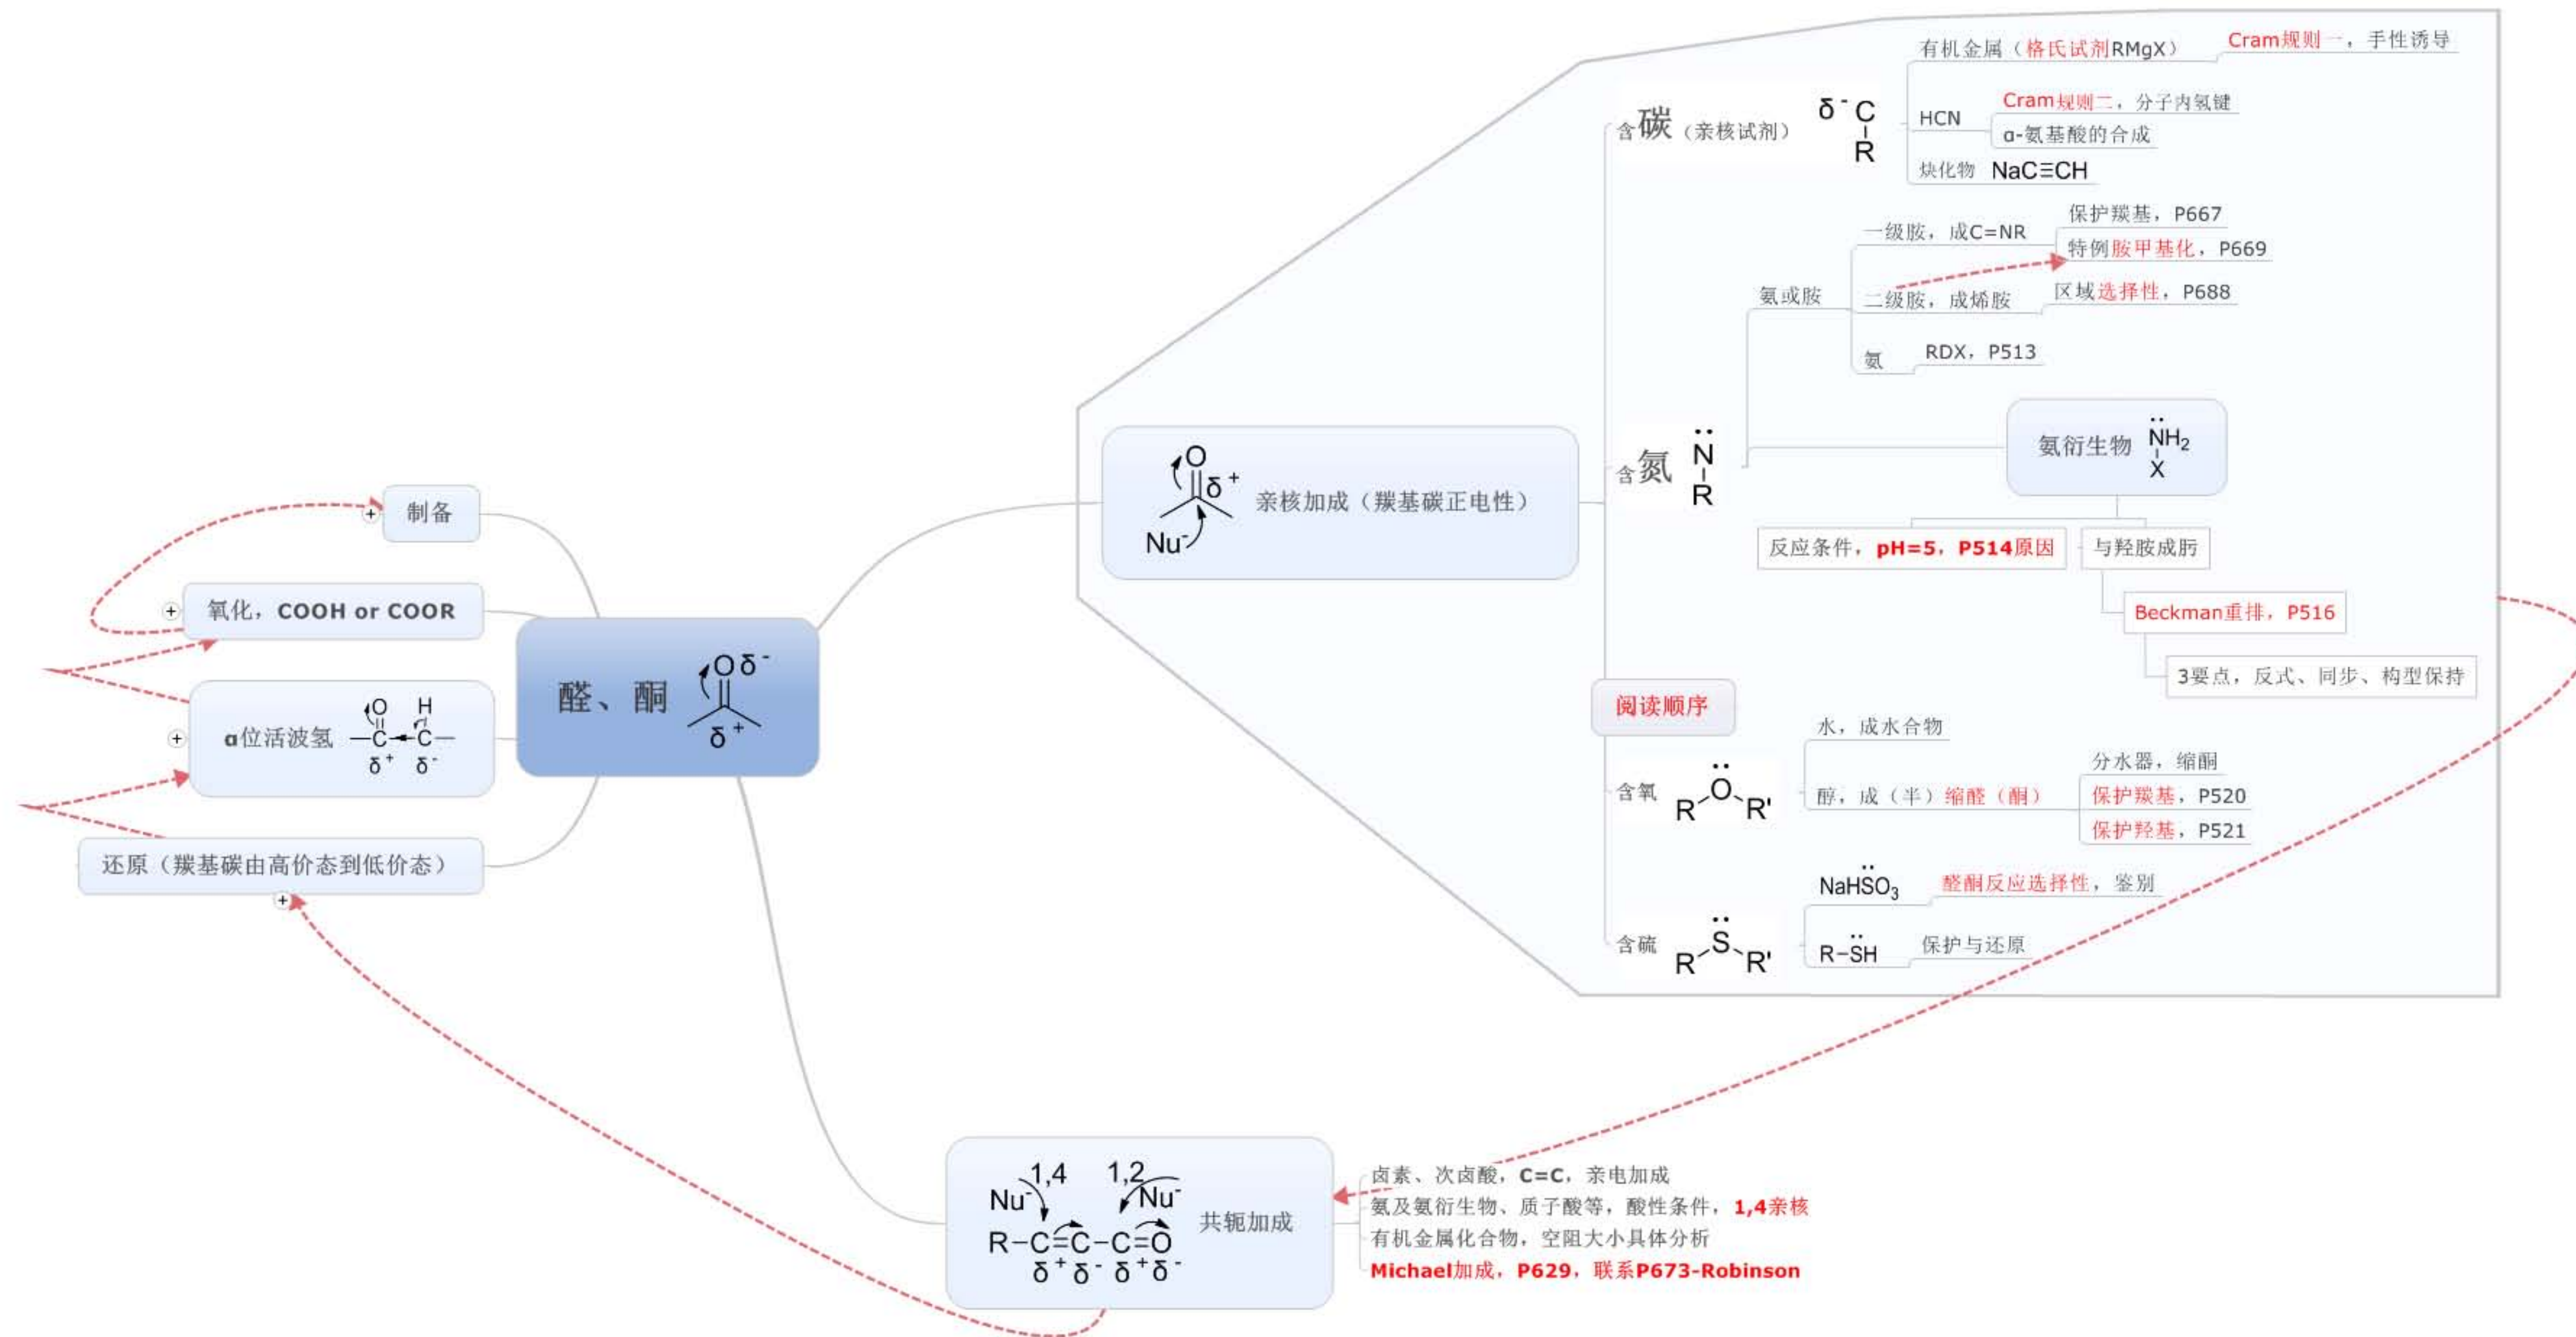 醛、酮
O δ-
δ+
制备
氧化，COOH or COOR
α位活波氢
O H
—C C—
δ+ δ-
还原（羰基碳由高价态到低价态）
O
δ+
Nu-
亲核加成（羰基碳正电性）
含碳（亲核试剂）
δ- C
R
有机金属（格氏试剂RMgX）
Cram规则一，手性诱导
HCN
Cram规则二，分子内氢键
α-氨基酸的合成
炔化物 NaC≡CH
含氮
N
R
氨或胺
一级胺，成C=NR
保护羰基，P667
特例胺甲基化，P669
二级胺，成烯胺
区域选择性，P688
氨
RDX，P513
氨衍生物
NH2
X
反应条件，pH=5，P514原因
与羟胺成肟
Beckman重排，P516
3要点，反式、同步、构型保持
阅读顺序
含氧
R O R'
水，成水合物
醇，成（半）缩醛（酮）
分水器，缩酮
保护羰基，P520
保护羟基，P521
含硫
R S R'
NaHSO3
醛酮反应选择性，鉴别
R-SH
保护与还原
1,4 1,2
Nu- Nu-
R-C=C-C=O
δ+ δ- δ+ δ-
共轭加成
卤素、次卤酸，C=C，亲电加成
氨及氨衍生物、质子酸等，酸性条件，1,4亲核
有机金属化合物，空阻大小具体分析
Michael加成，P629，联系P673-Robinson